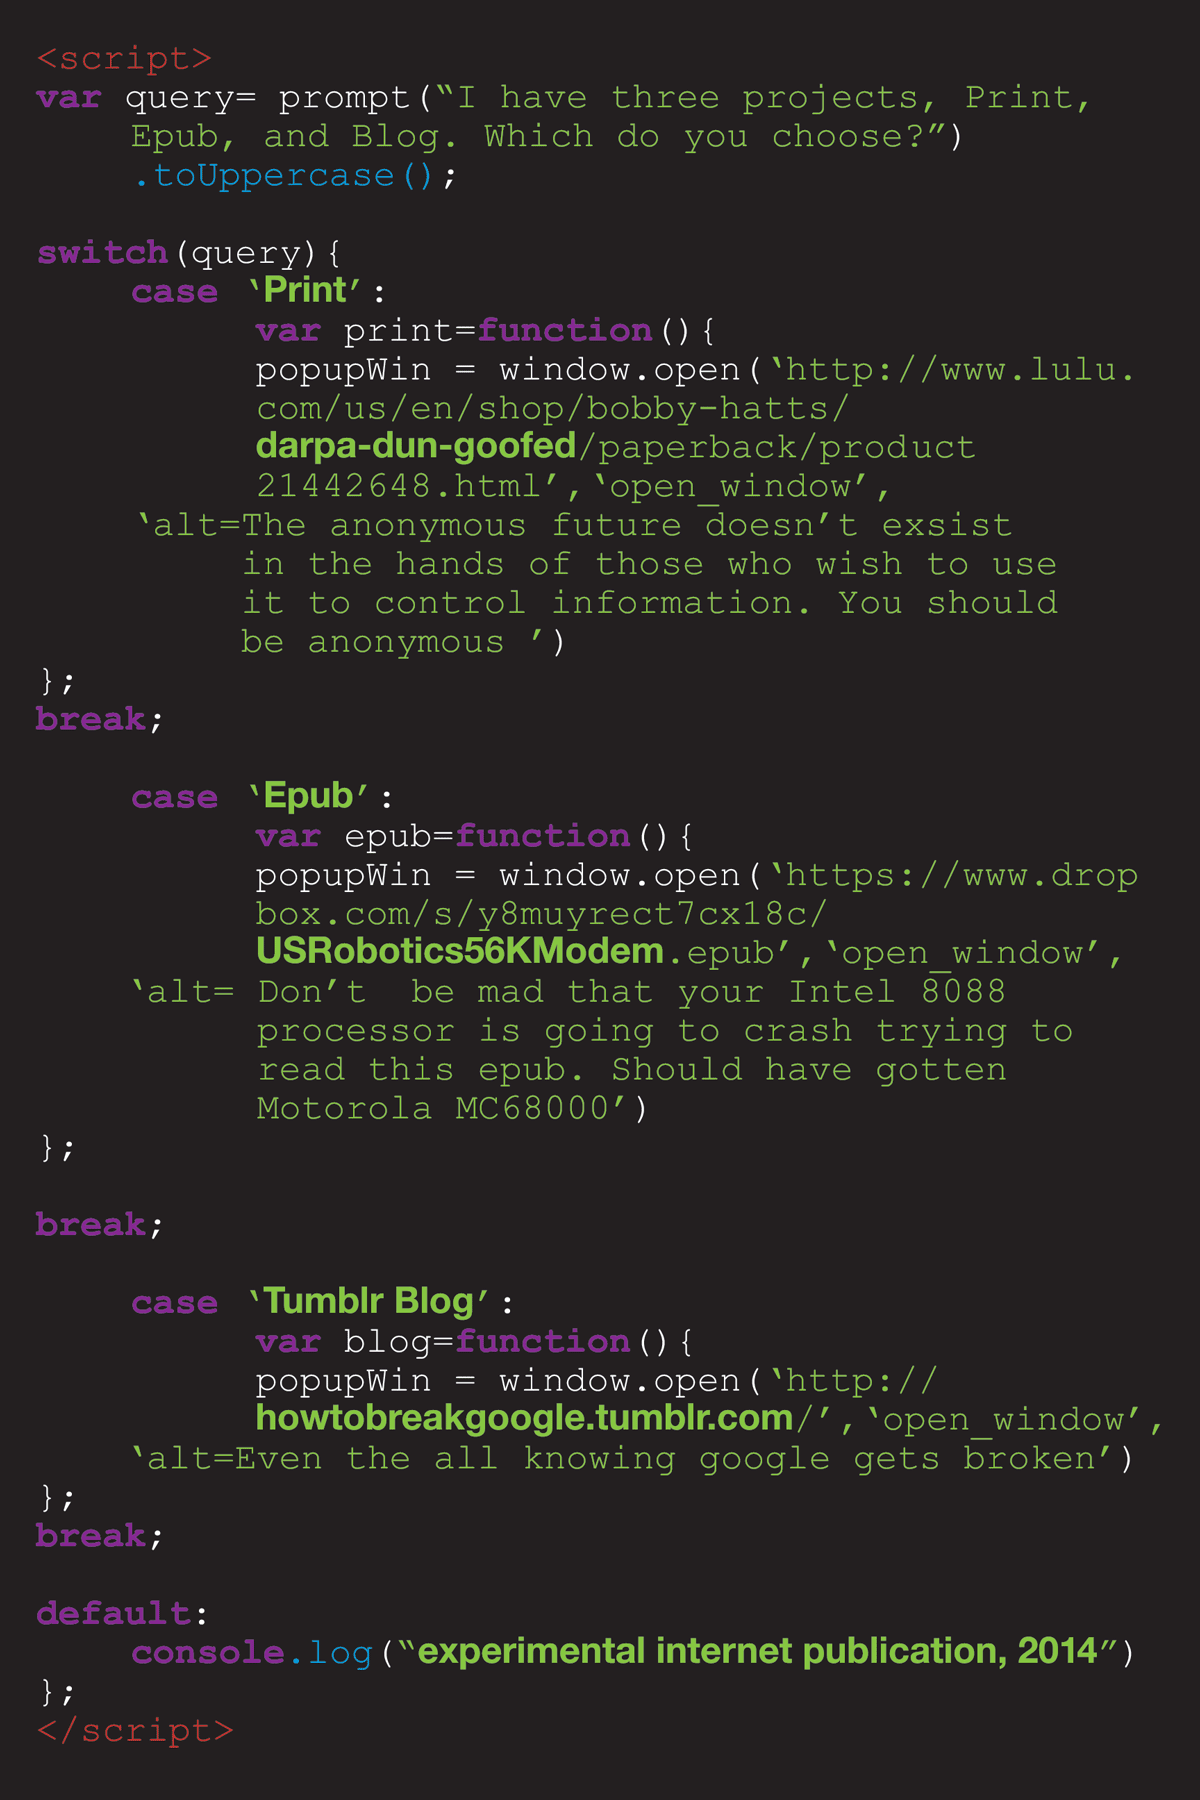 <script>
var query= prompt(“I have three projects, Print,
Epub, and Blog. Which do you choose?”)
.toUppercase();
switch(query){
case ‘Print’:
var print=function(){
popupWin = window.open(‘http://www.lulu.
com/us/en/shop/bobby-hatts/
darpa-dun-goofed/paperback/product
21442648.html’,‘open_window’,
‘alt=The anonymous future doesn’t exsist
in the hands of those who wish to use
it to control information. You should
be anonymous ’)
};
break;
case ‘Epub’:
var epub=function(){
popupWin = window.open(‘https://www.drop
box.com/s/y8muyrect7cx18c/
USRobotics56KModem.epub’,‘open_window’,
‘alt= Don’t  be mad that your Intel 8088
processor is going to crash trying to
read this epub. Should have gotten
Motorola MC68000’)
};
break;
case ‘Tumblr Blog’:
var blog=function(){
popupWin = window.open(‘http://
howtobreakgoogle.tumblr.com/’,‘open_window’,
‘alt=Even the all knowing google gets broken’)
};
break;
default:
console.log(“experimental internet publication, 2014”)
};
</script>